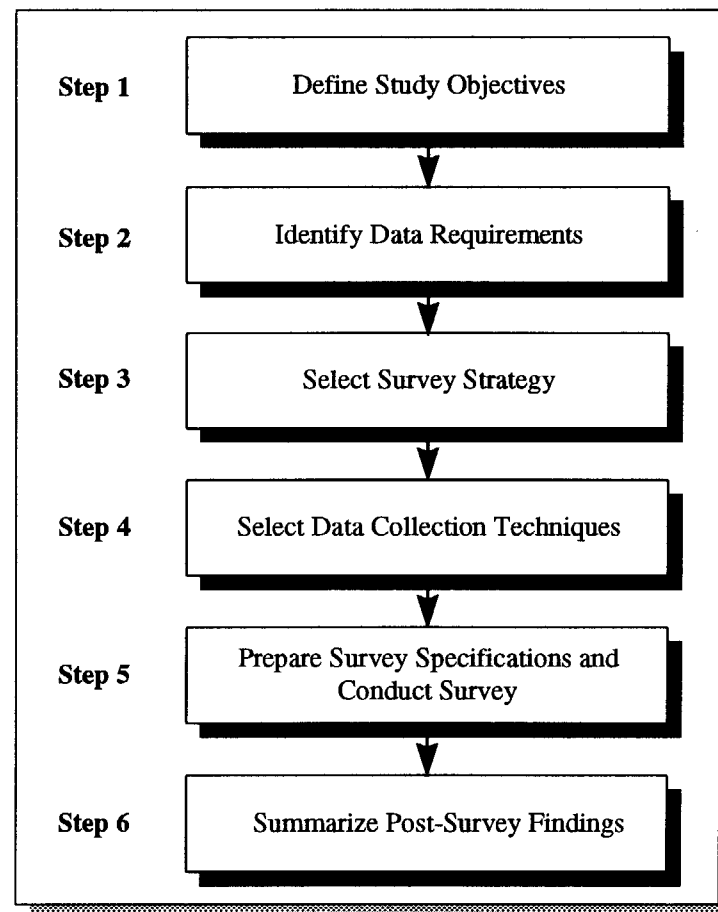 Step 1
Define Study Objectives
Step 2
Identify Data Requirements
Step 3
Select Survey Strategy
Step 4
Select Data Collection Techniques
Step 5
Prepare Survey Specifications and
Conduct Survey
Step 6
Summarize Post-Survey Findings